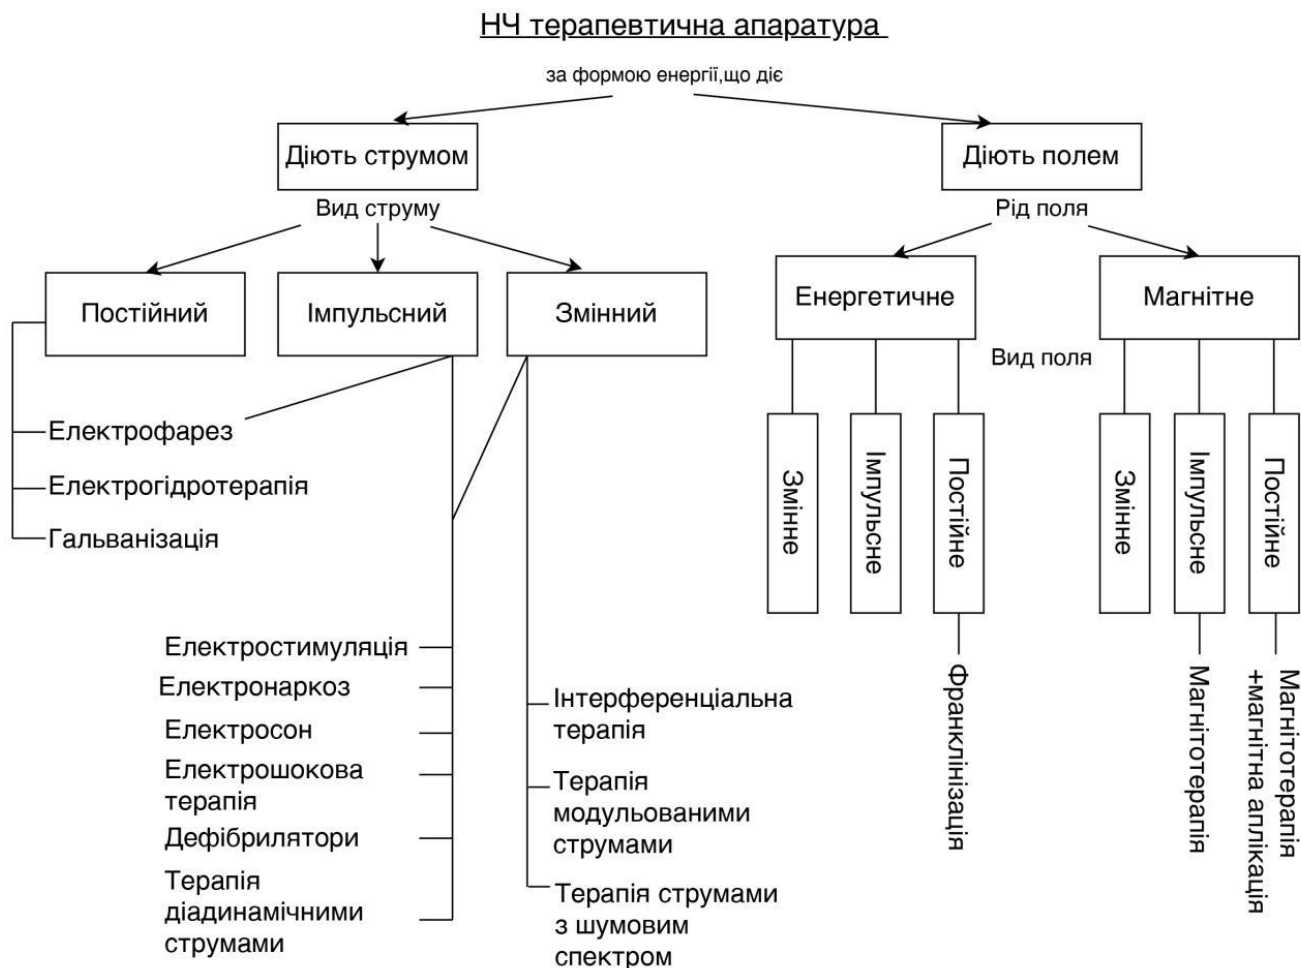 НЧ терапевтична апаратура
за формою енергії,що діє
Діють струмом
Діють полем
Вид струму
Рід поля
Постійний
Імпульсний
Змінний
Енергетичне
Магнітне
Вид поля
Електрофарез
Електрогідротерапія
Гальванізація
Змінне
Імпульсне
Постійне
Змінне
Імпульсне
Постійне
Електростимуляція
Електронаркоз
Електросон
Електрошокова
терапія
Дефібрилятори
Терапія
діадинамічними
струмами
Інтерференціальна
терапія
Терапія
модульованими
струмами
Терапія струмами
з шумовим
спектром
Франклінізація
Магнітотерапія
Магнітотерапія
+магнітна аплікація